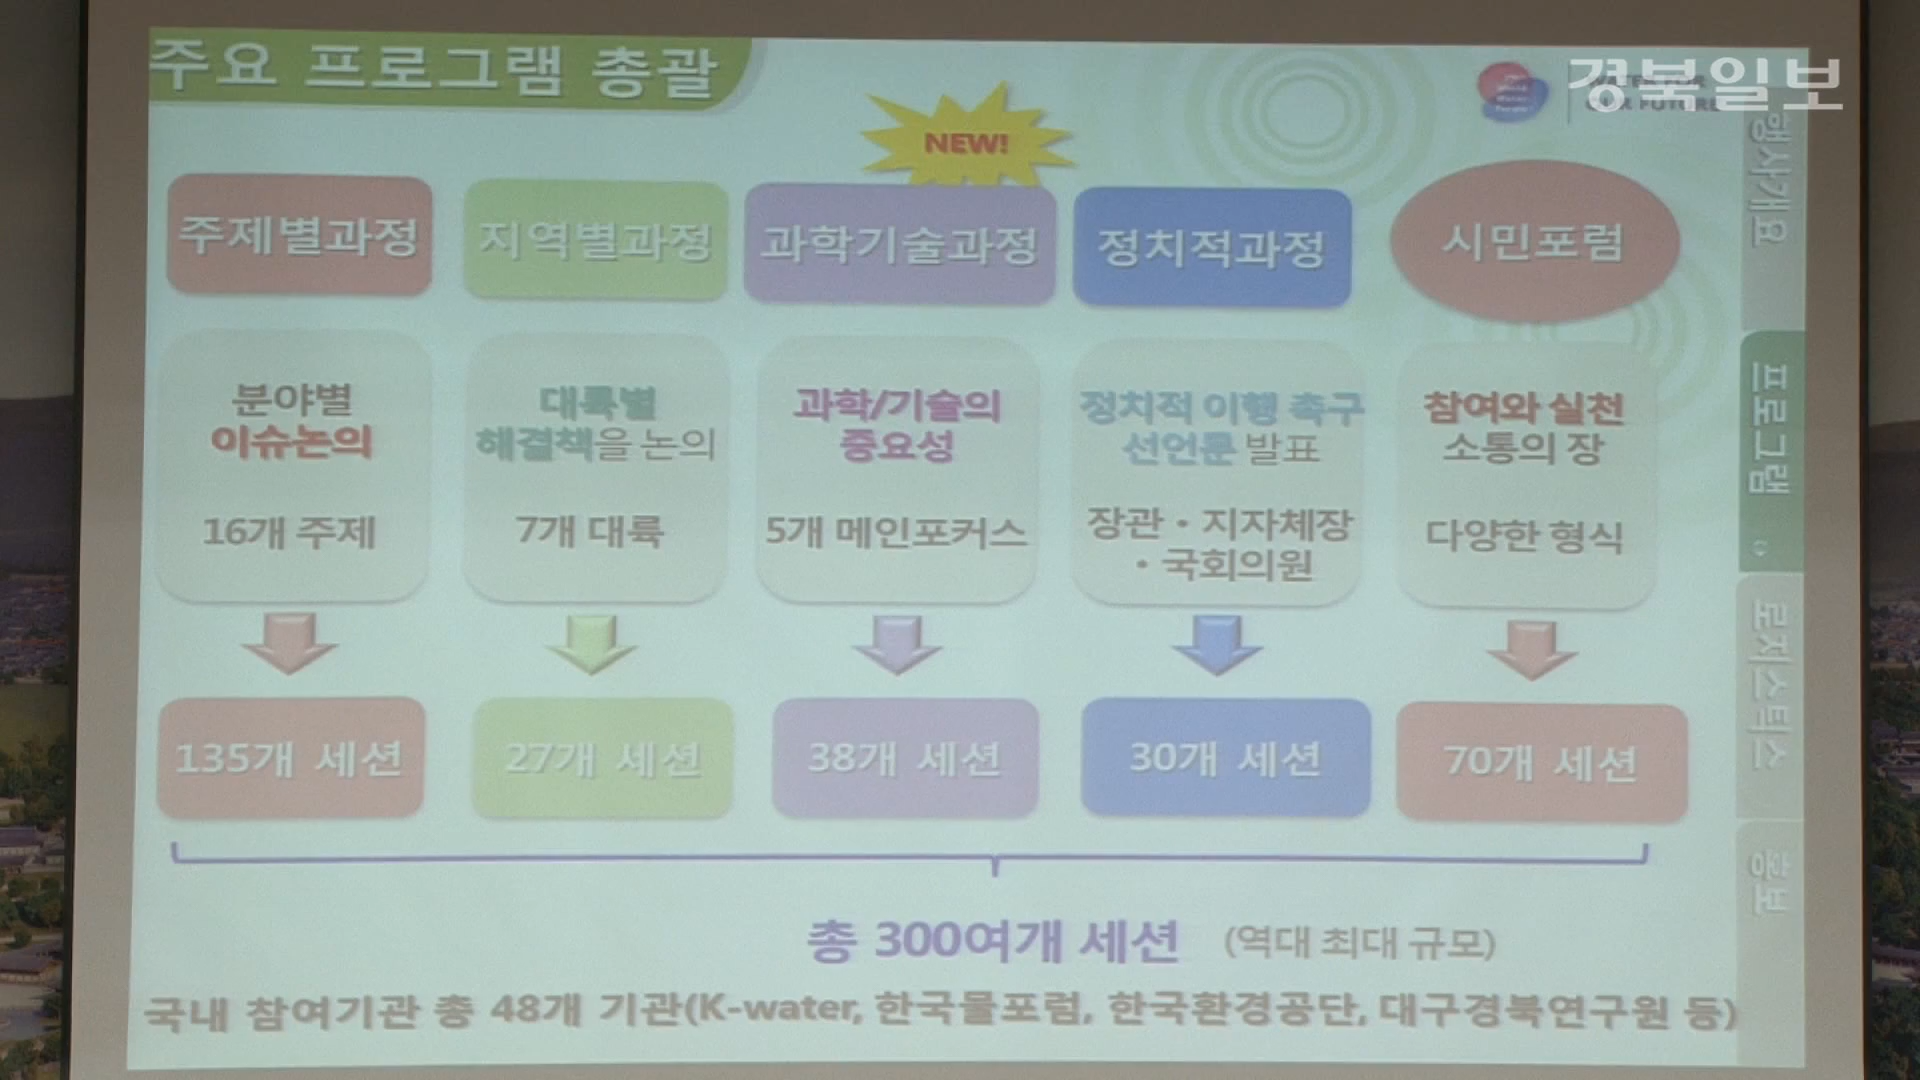 주요 프로그램 총괄
경북일보
NEW!
주제별과정
지역별과정
과학기술과정
정치적과정
시민포럼
분야별
이슈논의
16개 주제
대륙별
해결책을 논의
7개 대륙
과학/기술의
중요성
5개 메인포커스
정치적 이행 촉구
선언문 발표
장관・지자체장
・국회의원
참여와 실천
소통의 장
다양한 형식
135개 세션
27개 세션
38개 세션
30개 세션
70개 세션
총 300여개 세션 (역대 최대 규모)
국내 참여기관 총 48개 기관(K-water, 한국물포럼, 한국환경공단, 대구경북연구원 등)
행사개요
프로그램
로지스틱스
홍보